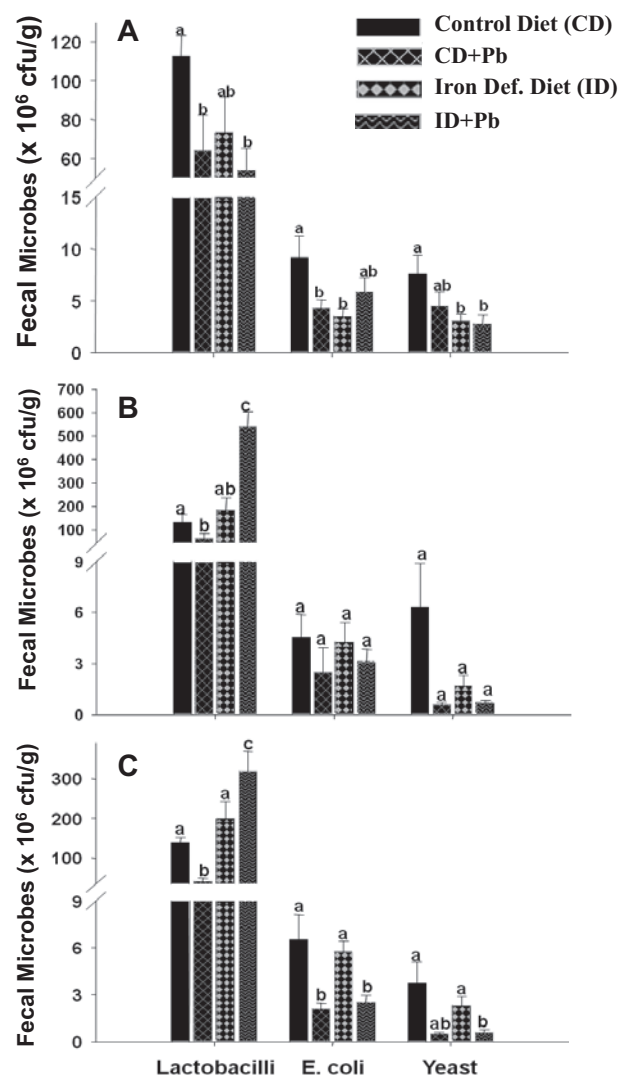 A
Control Diet (CD)
CD+Pb
Iron Def. Diet (ID)
ID+Pb
Fecal Microbes (x 10⁶ cfu/g)
120
100
80
60
15
10
5
0
a
b
ab
b
a
b
b
ab
a
ab
b
b
B
Fecal Microbes (x 10⁶ cfu/g)
700
600
500
400
300
200
100
9
6
3
0
a
b
ab
c
a
a
a
a
a
a
a
a
C
Fecal Microbes (x 10⁶ cfu/g)
300
200
100
9
6
3
0
a
b
a
c
a
b
a
b
a
ab
a
b
Lactobacilli E. coli Yeast